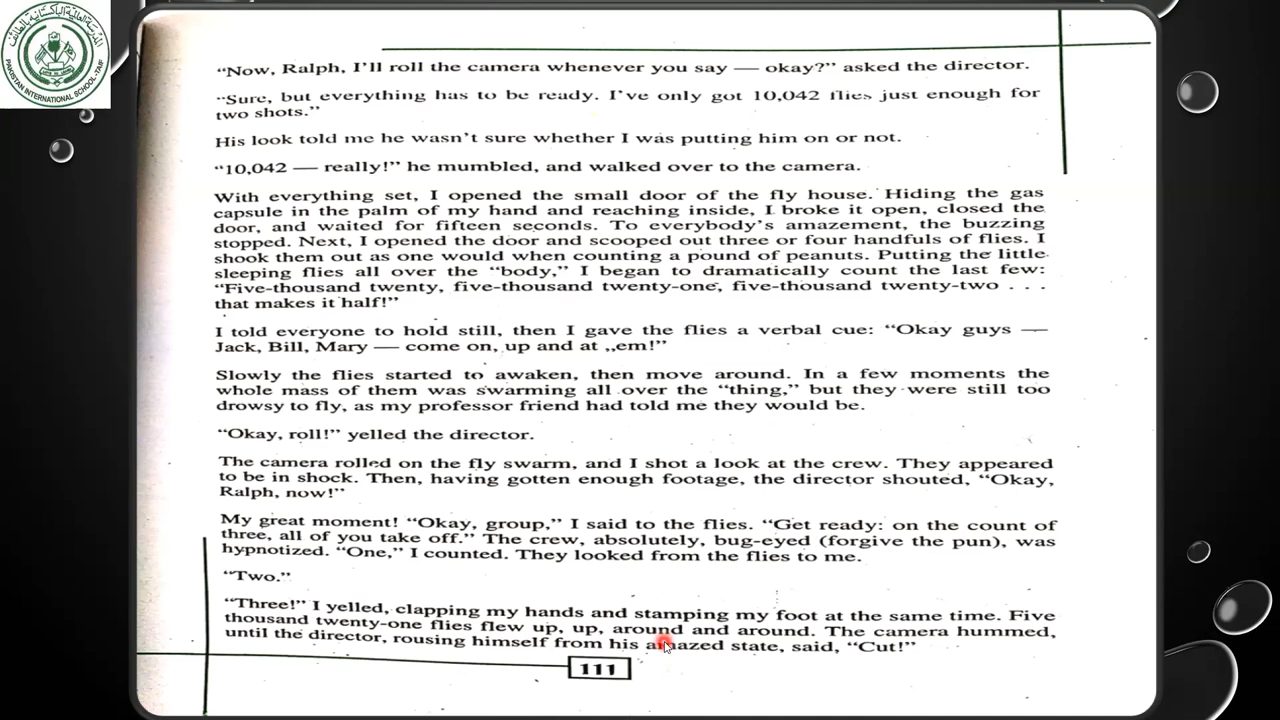 PAKISTAN INTERNATIONAL SCHOOL-TAIF
“Now, Ralph, I’ll roll the camera whenever you say — okay?” asked the director.
“Sure, but everything has to be ready. I’ve only got 10,042 flies just enough for
two shots.”
His look told me he wasn’t sure whether I was putting him on or not.
“10,042 — really!” he mumbled, and walked over to the camera.
With everything set, I opened the small door of the fly house. Hiding the gas
capsule in the palm of my hand and reaching inside, I broke it open, closed the
door, and waited for fifteen seconds. To everybody’s amazement, the buzzing
stopped. Next, I opened the door and scooped out three or four handfuls of flies. I
shook them out as one would when counting a pound of peanuts. Putting the little
sleeping flies all over the “body,” I began to dramatically count the last few:
“Five-thousand twenty, five-thousand twenty-one, five-thousand twenty-two . . .
that makes it half!”
I told everyone to hold still, then I gave the flies a verbal cue: “Okay guys —
Jack, Bill, Mary — come on, up and at „em!”
Slowly the flies started to awaken, then move around. In a few moments the
whole mass of them was swarming all over the “thing,” but they were still too
drowsy to fly, as my professor friend had told me they would be.
“Okay, roll!” yelled the director.
The camera rolled on the fly swarm, and I shot a look at the crew. They appeared
to be in shock. Then, having gotten enough footage, the director shouted, “Okay,
Ralph, now!”
My great moment! “Okay, group,” I said to the flies. “Get ready: on the count of
three, all of you take off.” The crew, absolutely, bug-eyed (forgive the pun), was
hypnotized. “One,” I counted. They looked from the flies to me.
“Two.”
“Three!” I yelled, clapping my hands and stamping my foot at the same time. Five
thousand twenty-one flies flew up, up, around and around. The camera hummed,
until the director, rousing himself from his amazed state, said, “Cut!”
111